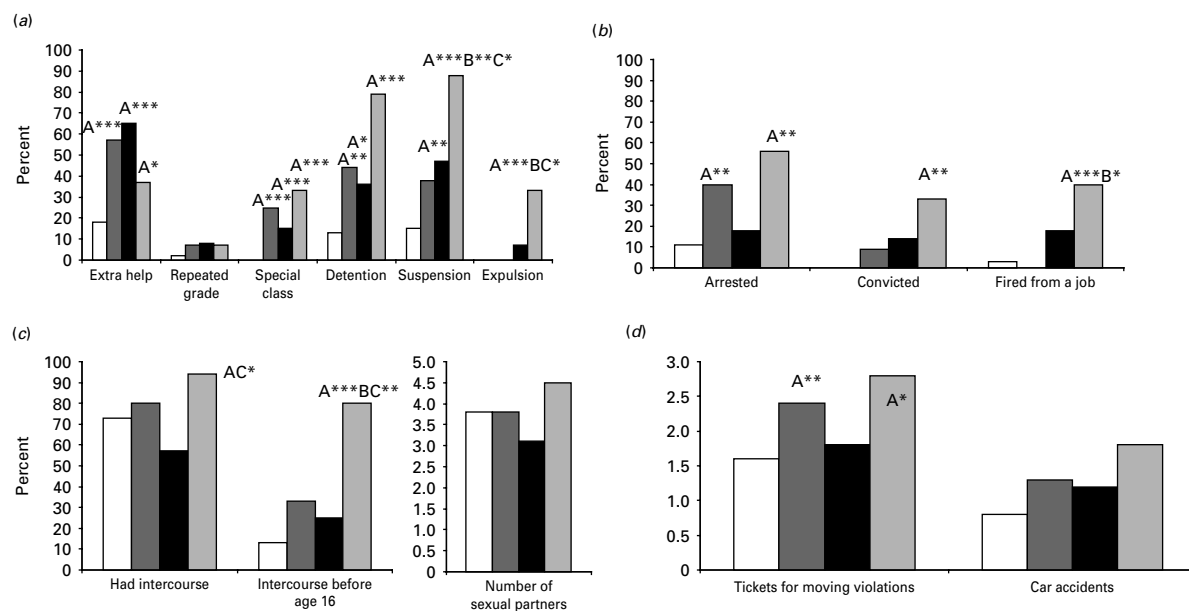 (a)
Percent
100
90
80
70
60
50
40
30
20
10
0
A***
A***
A*
A***
A***
A***
A**
A*
A***
A**
A***B**C*
A***BC*
Extra help
Repeated
grade
Special
class
Detention
Suspension
Expulsion
(b)
Percent
100
90
80
70
60
50
40
30
20
10
0
A**
A**
A**
A***B*
Arrested
Convicted
Fired from a job
(c)
Percent
100
90
80
70
60
50
40
30
20
10
0
AC*
A***BC**
Had intercourse
Intercourse before
age 16
5.0
4.5
4.0
3.5
3.0
2.5
2.0
1.5
1.0
0.5
0.0
Number of
sexual partners
(d)
3.0
2.5
2.0
1.5
1.0
0.5
0.0
A**
A*
Tickets for moving violations
Car accidents